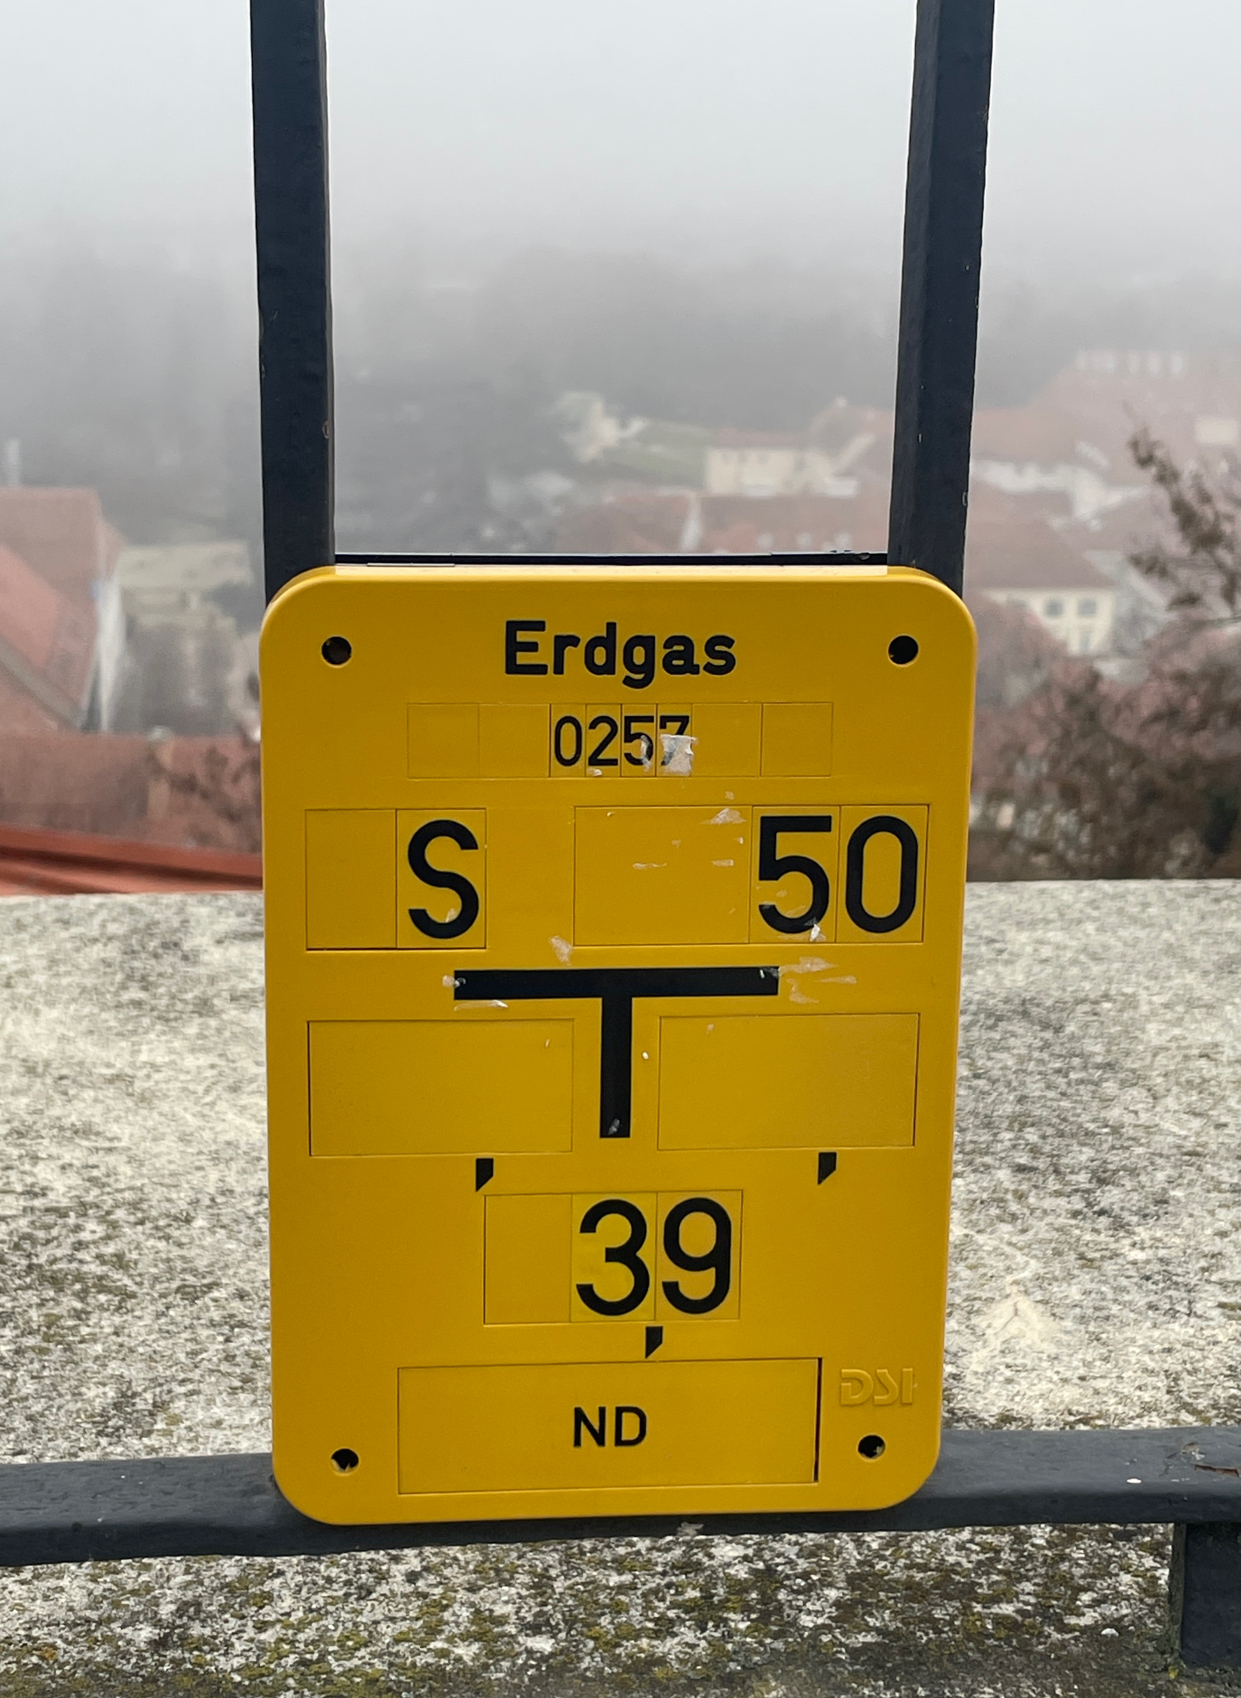 Erdgas
0257
S 50
39
ND
DSI